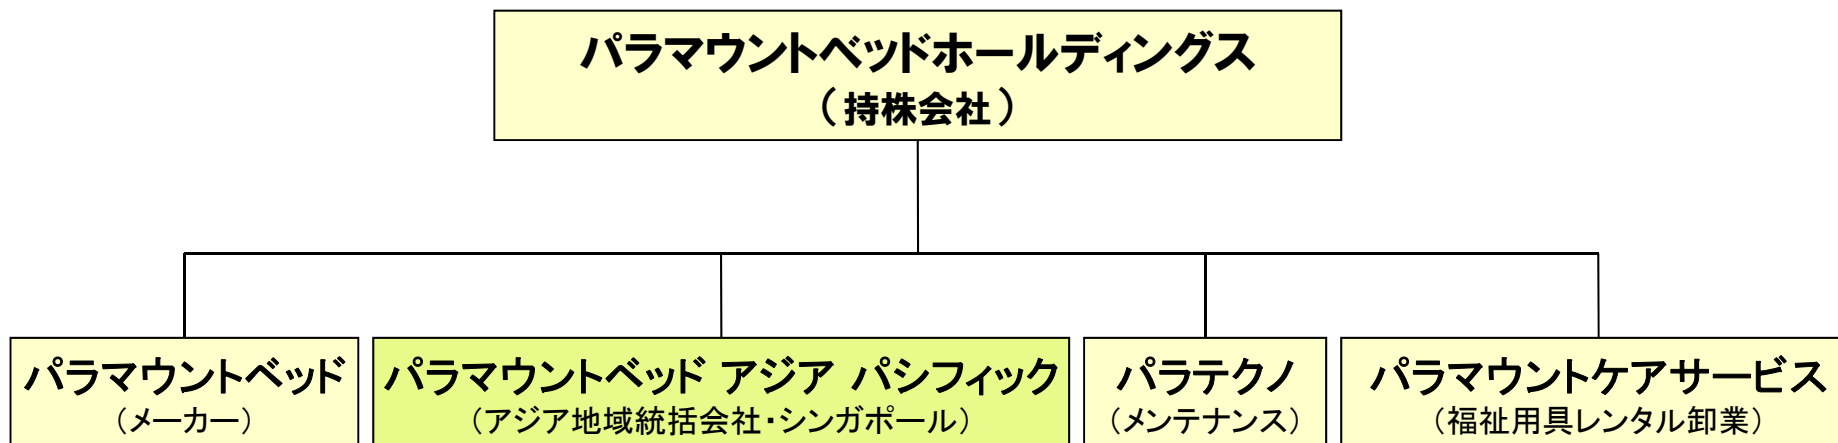 パラマウントベッドホールディングス
（持株会社）
パラマウントベッド
（メーカー）
パラマウントベッド アジア パシフィック
（アジア地域統括会社・シンガポール）
パラテクノ
（メンテナンス）
パラマウントケアサービス
（福祉用具レンタル卸業）